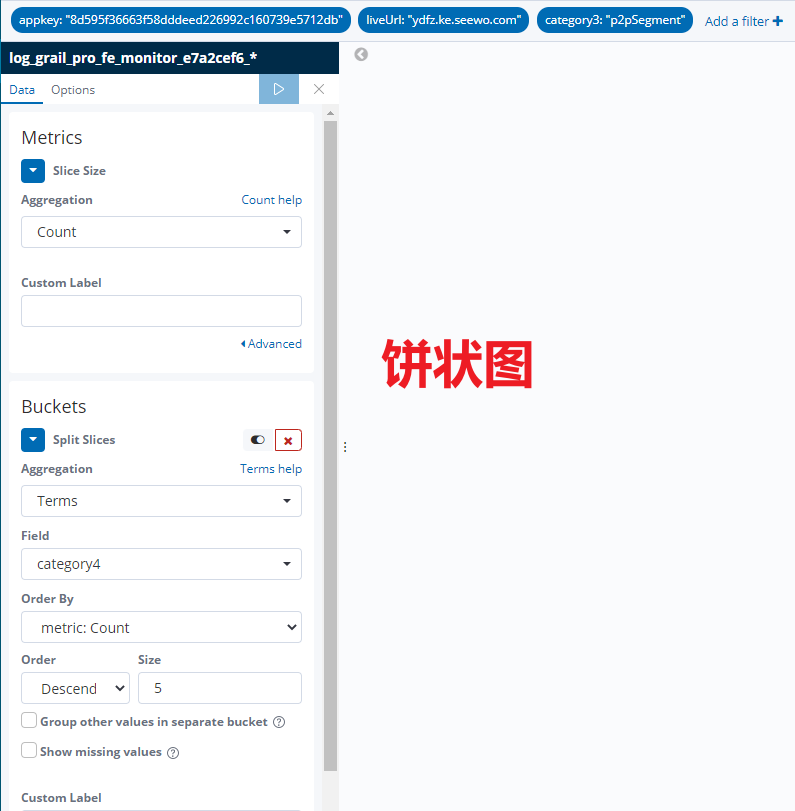 appkey: "8d595f36663f58dddeed226992c160739e5712db" liveUrl: "ydfz.ke.seewo.com" category3: "p2pSegment" Add a filter +
log_grail_pro_fe_monitor_e7a2cef6_*
Data Options
Metrics
Slice Size
Aggregation Count help
Count
Custom Label
Advanced
饼状图
Buckets
Split Slices
Aggregation Terms help
Terms
Field
category4
Order By
metric: Count
Order Size
Descend 5
Group other values in separate bucket
Show missing values
Custom Label